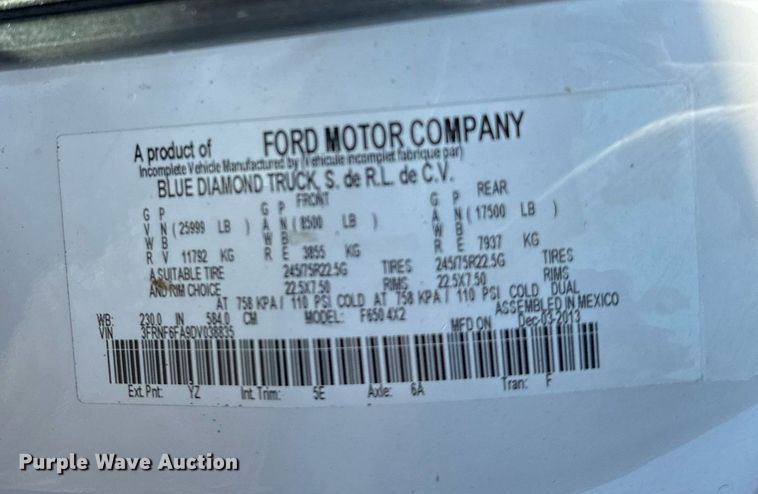 A product of FORD MOTOR COMPANY
Incomplete Vehicle Manufactured by (Vehicule incomplet fabrique par)
BLUE DIAMOND TRUCK, S. de R.L. de C.V.
FRONT REAR
G P G P G P
V N (25999 LB) A N (8500 LB) A N (17500 LB)
W B W B W B
R V 11792 KG R E 3855 KG R E 7937 KG
A SUITABLE TIRE 245/75R22.5G TIRES 245/75R22.5G TIRES
AND RIM CHOICE 22.5X7.50 RIMS 22.5X7.50 RIMS
AT 758 KPA/ 110 PSI COLD AT 758 KPA/ 110 PSI COLD DUAL
WB: 230.0 IN 584.0 CM MODEL: F650 4X2 ASSEMBLED IN MEXICO
VIN 3FRNF6FA9DV038835 MFD ON Dec-03-2013
Ext Pnt: YZ Int Trim: 5E Axle: 6A Tran: F
Purple Wave Auction